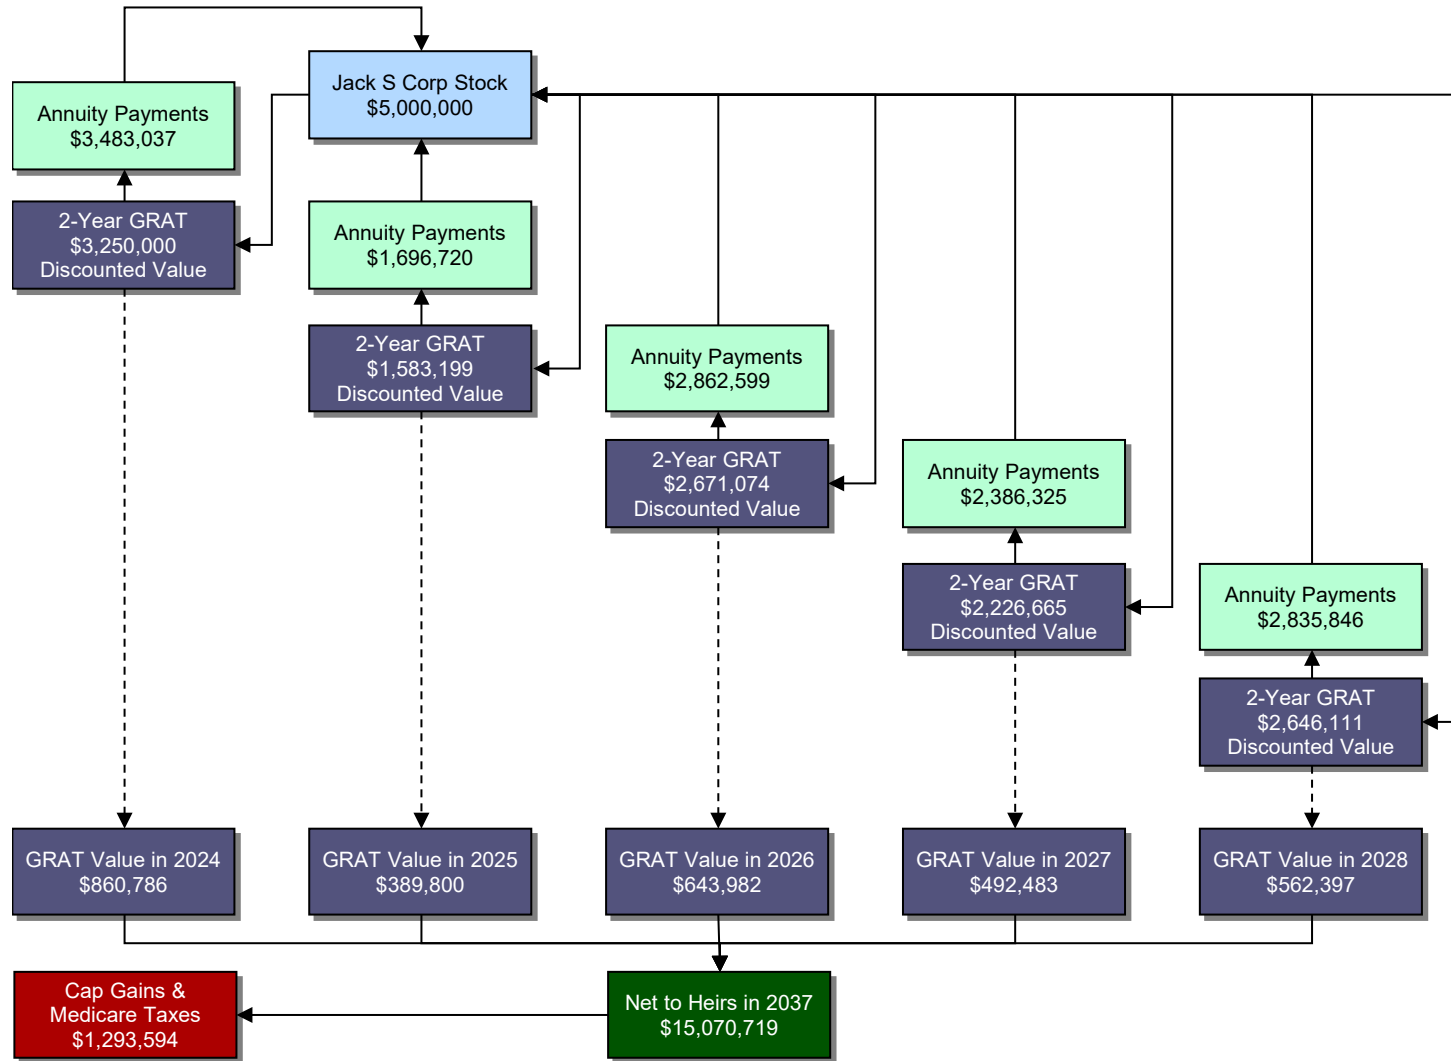 Jack S Corp Stock
$5,000,000
Annuity Payments
$3,483,037
2-Year GRAT
$3,250,000
Discounted Value
Annuity Payments
$1,696,720
2-Year GRAT
$1,583,199
Discounted Value
Annuity Payments
$2,862,599
2-Year GRAT
$2,671,074
Discounted Value
Annuity Payments
$2,386,325
2-Year GRAT
$2,226,665
Discounted Value
Annuity Payments
$2,835,846
2-Year GRAT
$2,646,111
Discounted Value
GRAT Value in 2024
$860,786
GRAT Value in 2025
$389,800
GRAT Value in 2026
$643,982
GRAT Value in 2027
$492,483
GRAT Value in 2028
$562,397
Cap Gains &
Medicare Taxes
$1,293,594
Net to Heirs in 2037
$15,070,719